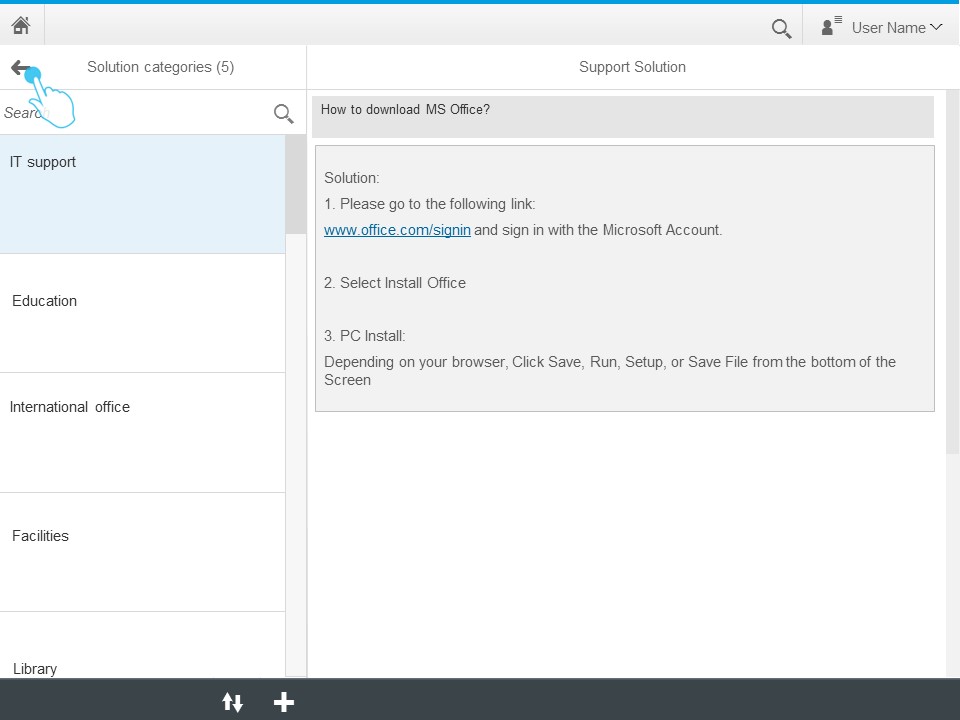 User Name
Solution categories (5)
Support Solution
Search
How to download MS Office?
IT support
Education
International office
Facilities
Library
Solution:
1. Please go to the following link:
www.office.com/signin and sign in with the Microsoft Account.
2. Select Install Office
3. PC Install:
Depending on your browser, Click Save, Run, Setup, or Save File from the bottom of the
Screen